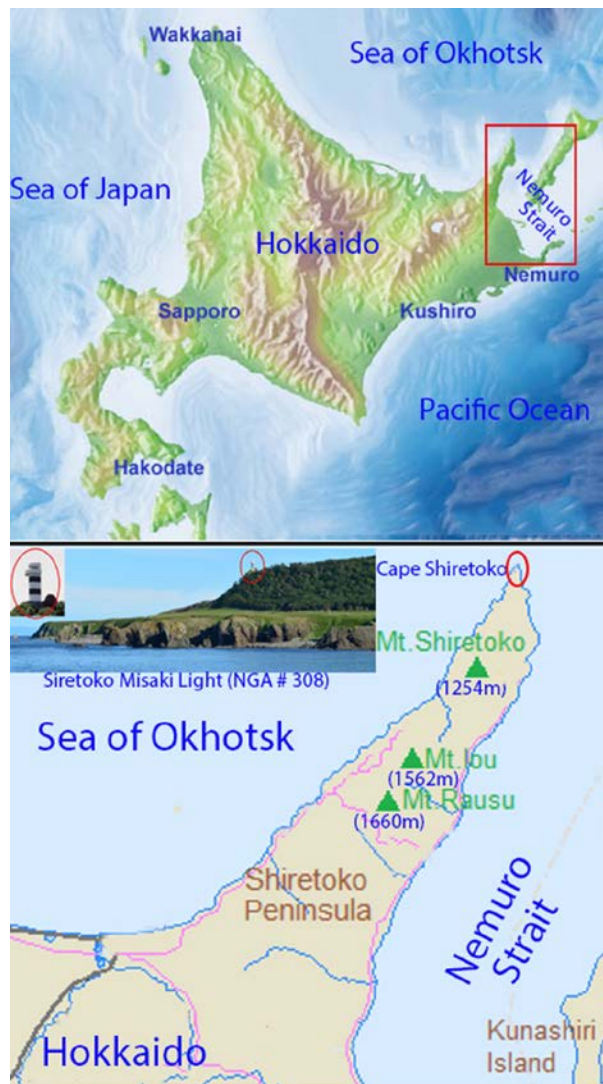 Wakkanai
Sea of Okhotsk
Sea of Japan
Nemuro
Strait
Hokkaido
Nemuro
Sapporo
Kushiro
Pacific Ocean
Hakodate
Cape Shiretoko
Mt.Shiretoko
(1254m)
Siretoko Misaki Light (NGA # 308)
Sea of Okhotsk
Mt.Iou
(1562m)
Mt.Rausu
(1660m)
Shiretoko
Peninsula
Nemuro
Strait
Kunashiri
Island
Hokkaido